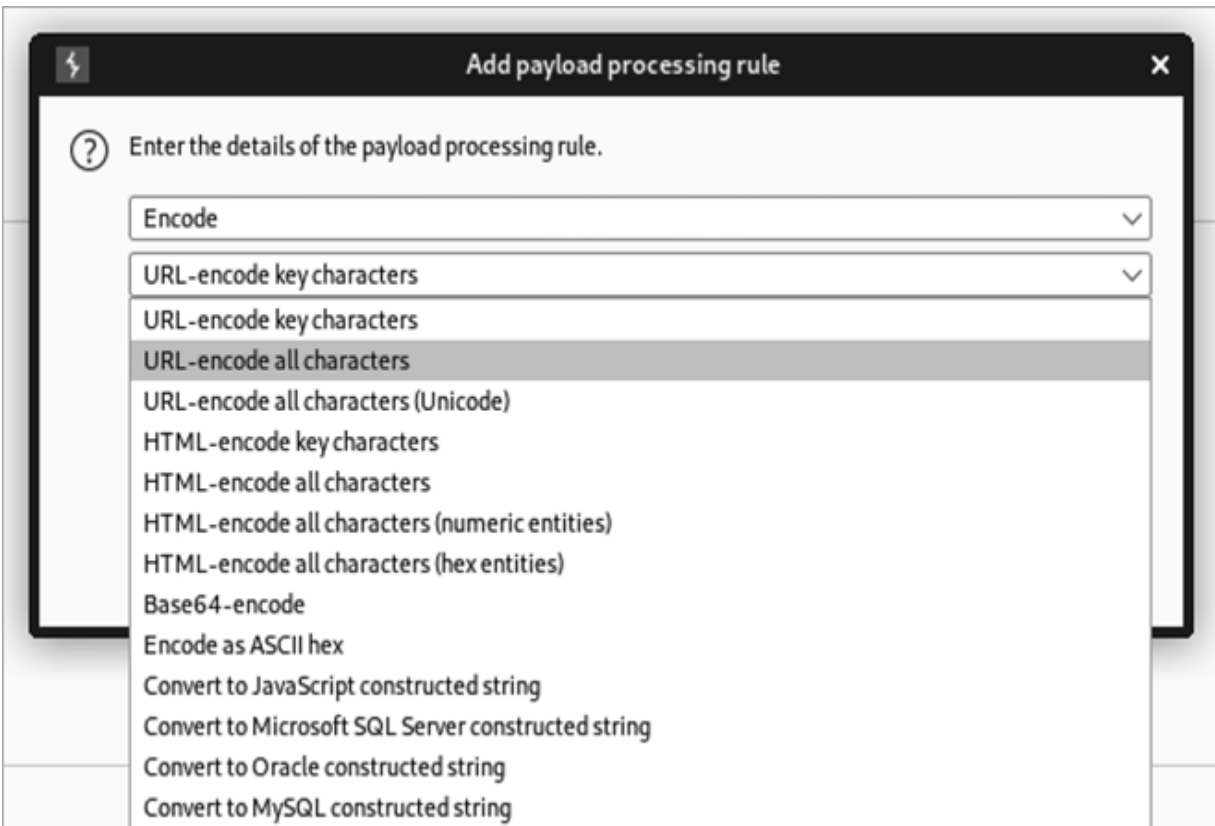 Add payload processing rule
Enter the details of the payload processing rule.
Encode
URL-encode key characters
URL-encode key characters
URL-encode all characters
URL-encode all characters (Unicode)
HTML-encode key characters
HTML-encode all characters
HTML-encode all characters (numeric entities)
HTML-encode all characters (hex entities)
Base64-encode
Encode as ASCII hex
Convert to JavaScript constructed string
Convert to Microsoft SQL Server constructed string
Convert to Oracle constructed string
Convert to MySQL constructed string